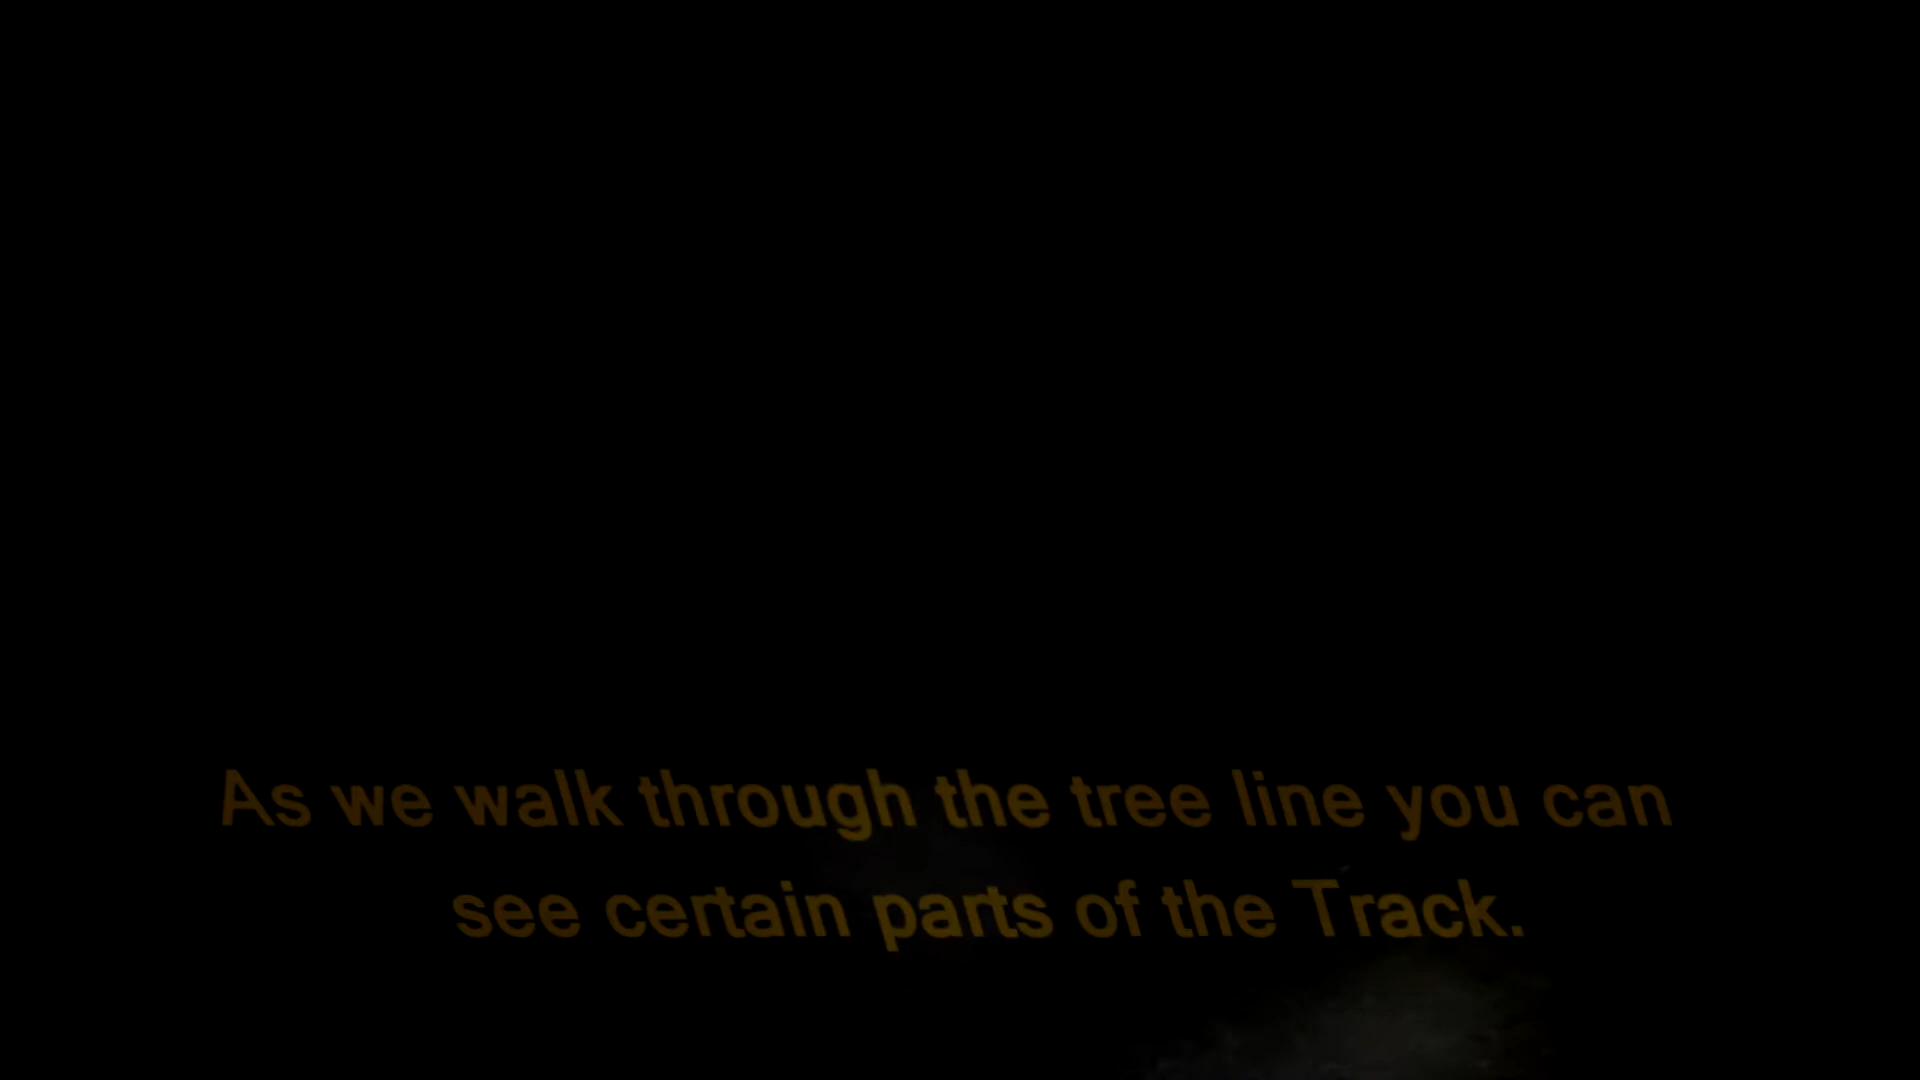 As we walk through the tree line you can
see certain parts of the Track.